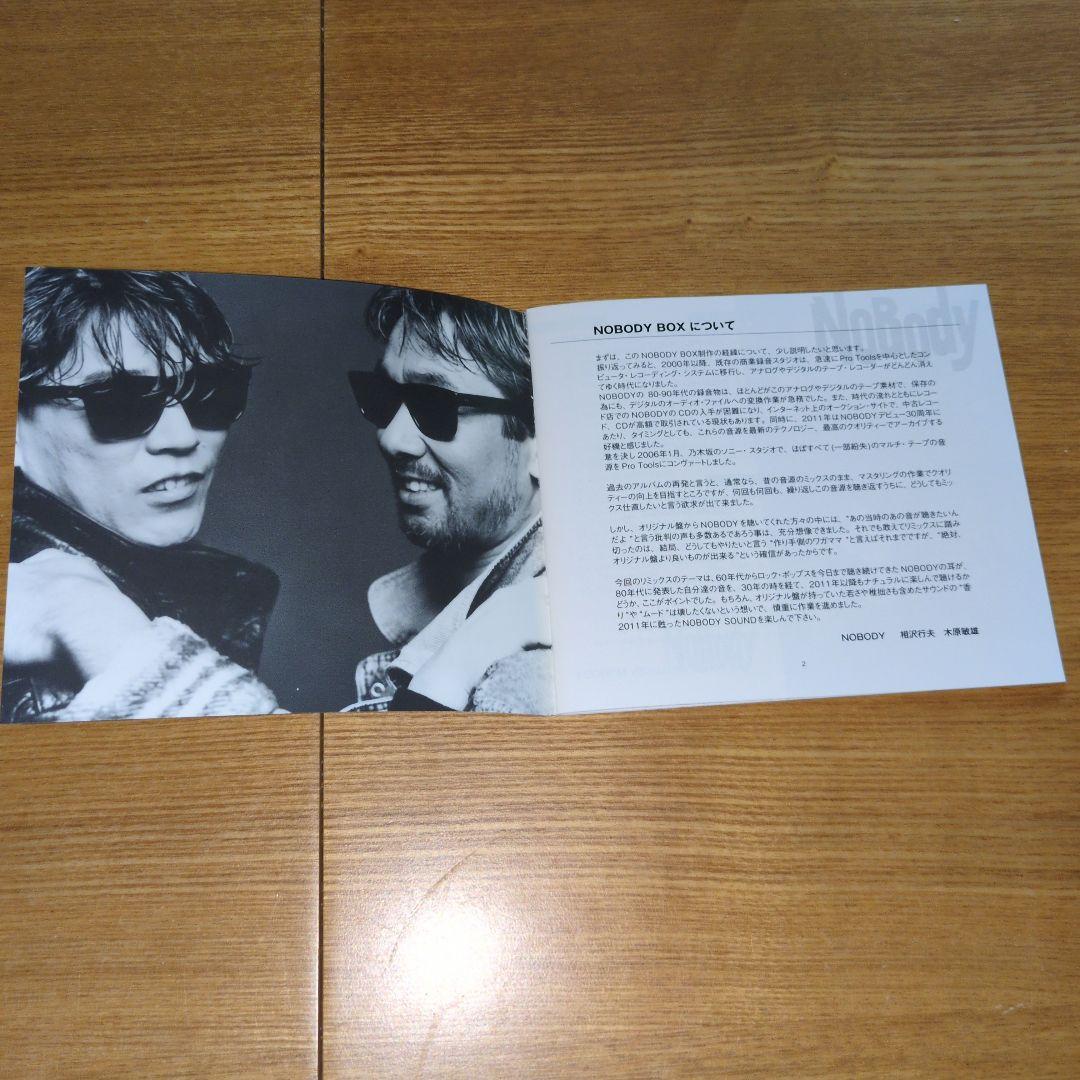 NoBody
NOBODY BOX について
まずは、このNOBODY BOX制作の経緯について、少し説明したいと思います。
振り返ってみると、2000年以降、既存の商業録音スタジオは、急速にPro Toolsを中心としたコン
ピュータ・レコーディング・システムに移行し、アナログやデジタルのテープ・レコーダーがどんどん消え
てゆく時代になりました。
NOBODYの 80-90年代の録音物は、ほとんどがこのアナログやデジタルのテープ素材で、保存の
為にも、デジタルのオーディオ・ファイルへの変換作業が急務でした。また、時代の流れとともにレコー
ド店でのNOBODYの CDの入手が困難になり、インターネット上のオークション・サイトで、中古レコー
ド、CDが高額で取引されている現状もあります。同時に、2011年はNOBODYデビュー30周年に
あたり、タイミングとしても、これらの音源を最新のテクノロジー、最高のクオリティーでアーカイブする
好機と感じました。
意を決し2006年1月、乃木坂のソニー・スタジオで、ほぼすべて(一部紛失)のマルチ・テープの音
源をPro Toolsにコンヴァートしました。
過去のアルバムの再発と言うと、通常なら、昔の音源のミックスのまま、マスタリングの作業でクオリ
ティーの向上を目指すところですが、何回も何回も、繰り返しこの音源を聴き返すうちに、どうしてもミッ
クス仕直したいと言う欲求が出て来ました。
しかし、オリジナル盤からNOBODYを聴いてくれた方々の中には、"あの当時のあの音が聴きたいん
だよ"と言う批判の声も多数あるであろう事は、充分想像できました。それでも敢えてリミックスに踏み
切ったのは、結局、どうしてもやりたいと言う"作り手側のワガママ"と言えばそれまでですが、"絶対、
オリジナル盤より良いものが出来る"という確信があったからです。
今回のリミックスのテーマは、60年代からロック・ポップスを今日まで聴き続けてきたNOBODYの耳が、
80年代に発表した自分達の音を、30年の時を経て、2011年以降もナチュラルに楽しんで聴けるか
どうか、ここがポイントでした。もちろん、オリジナル盤が持っていた若さや稚拙さも含めたサウンドの"香
り"や"ムード"は壊したくないという想いで、慎重に作業を進めました。
2011年に甦ったNOBODY SOUNDを楽しんで下さい。
NOBODY 相沢行夫 木原敏雄
2